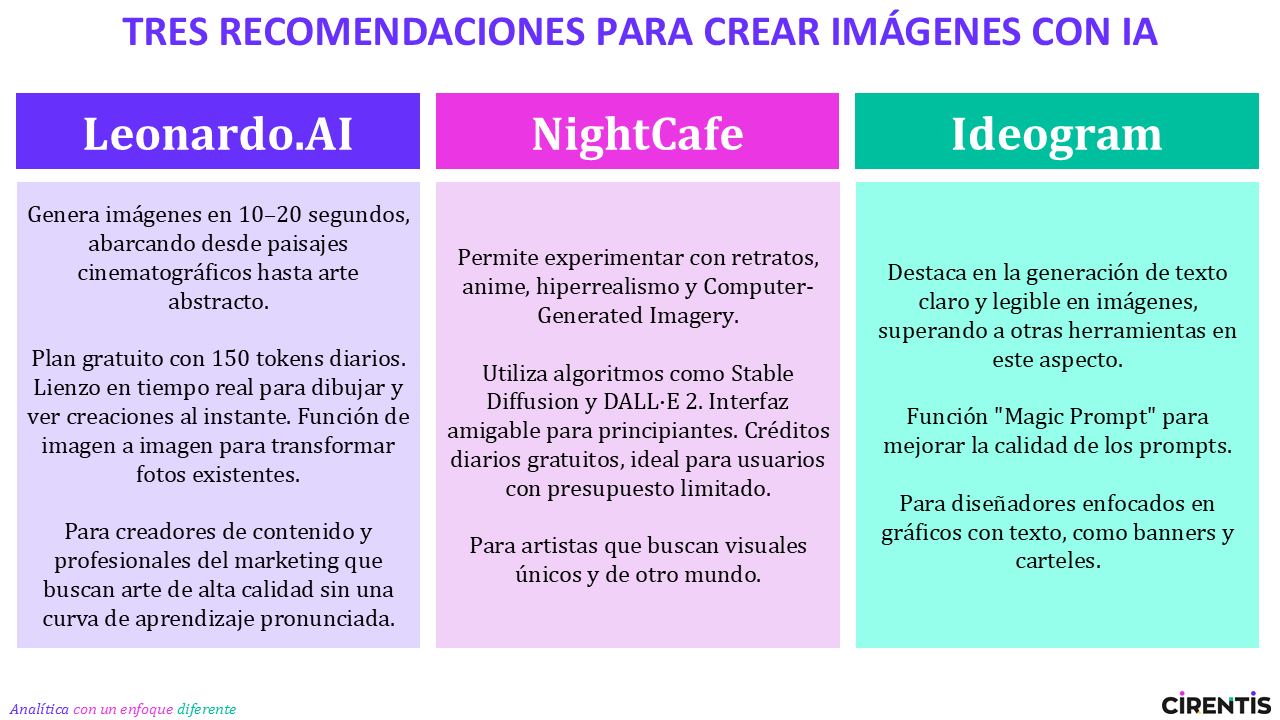 TRES RECOMENDACIONES PARA CREAR IMÁGENES CON IA
Leonardo.AI
Genera imágenes en 10–20 segundos,
abarcando desde paisajes
cinematográficos hasta arte
abstracto.
Plan gratuito con 150 tokens diarios.
Lienzo en tiempo real para dibujar y
ver creaciones al instante. Función de
imagen a imagen para transformar
fotos existentes.
Para creadores de contenido y
profesionales del marketing que
buscan arte de alta calidad sin una
curva de aprendizaje pronunciada.
NightCafe
Permite experimentar con retratos,
anime, hiperrealismo y Computer-
Generated Imagery.
Utiliza algoritmos como Stable
Diffusion y DALL·E 2. Interfaz
amigable para principiantes. Créditos
diarios gratuitos, ideal para usuarios
con presupuesto limitado.
Para artistas que buscan visuales
únicos y de otro mundo.
Ideogram
Destaca en la generación de texto
claro y legible en imágenes,
superando a otras herramientas en
este aspecto.
Función "Magic Prompt" para
mejorar la calidad de los prompts.
Para diseñadores enfocados en
gráficos con texto, como banners y
carteles.
Analítica con un enfoque diferente
CIRENTIS